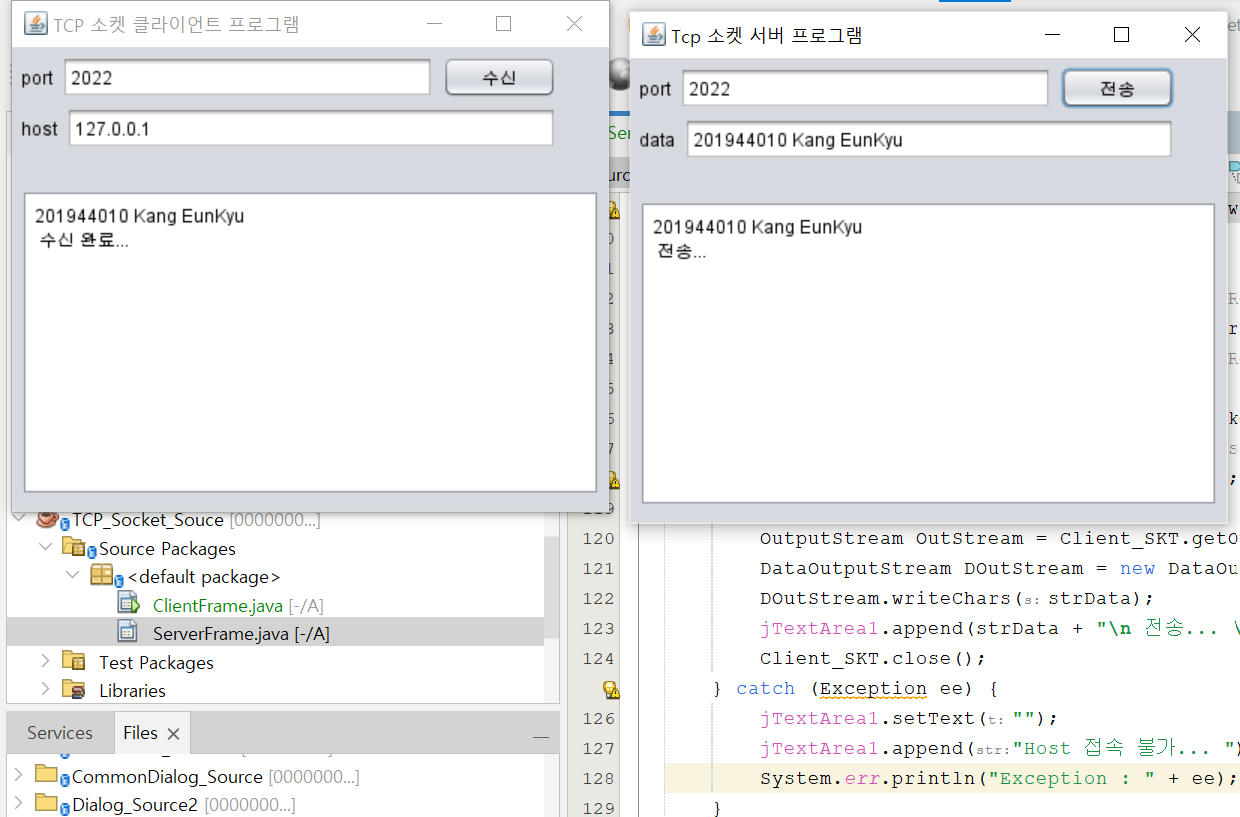 TCP 소켓 클라이언트 프로그램
port 2022 수신
host 127.0.0.1
201944010 Kang EunKyu
수신 완료...
Tcp 소켓 서버 프로그램
port 2022 전송
data 201944010 Kang EunKyu
201944010 Kang EunKyu
전송...
TCP_Socket_Souce [0000000...]
Source Packages
<default package>
ClientFrame.java [-/A]
ServerFrame.java [-/A]
Test Packages
Libraries
Services Files
CommonDialog_Source [0000000...]
Dialog_Source2 [0000000...]
119
120 OutputStream OutStream = Client_SKT.getO
121 DataOutputStream DOutStream = new DataOu
122 DOutStream.writeChars(s: strData);
123 jTextArea1.append(strData + "\n 전송... \
124 Client_SKT.close();
} catch (Exception ee) {
126 jTextArea1.setText(t: "");
127 jTextArea1.append(str: "Host 접속 불가... ")
128 System.err.println("Exception : " + ee);
129 }